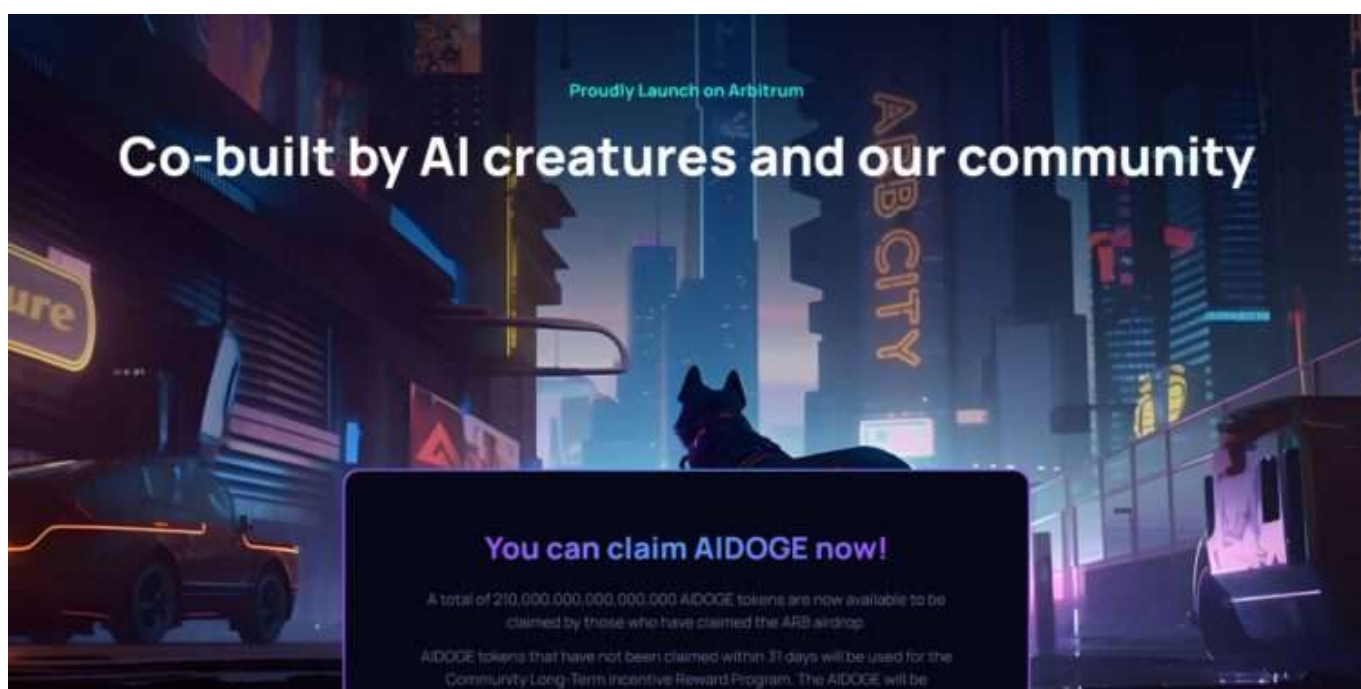 Proudly Launch on Arbitrum
Co-built by AI creatures and our community
ARB CITY
ure
You can claim AIDOGE now!
A total of 210,000,000,000,000,000 AIDOGE tokens are now available to be
claimed by those who have claimed the ARB airdrop.
AIDOGE tokens that have not been claimed within 31 days will be used for the
Community Long-Term Incentive Reward Program. The AIDOGE will be